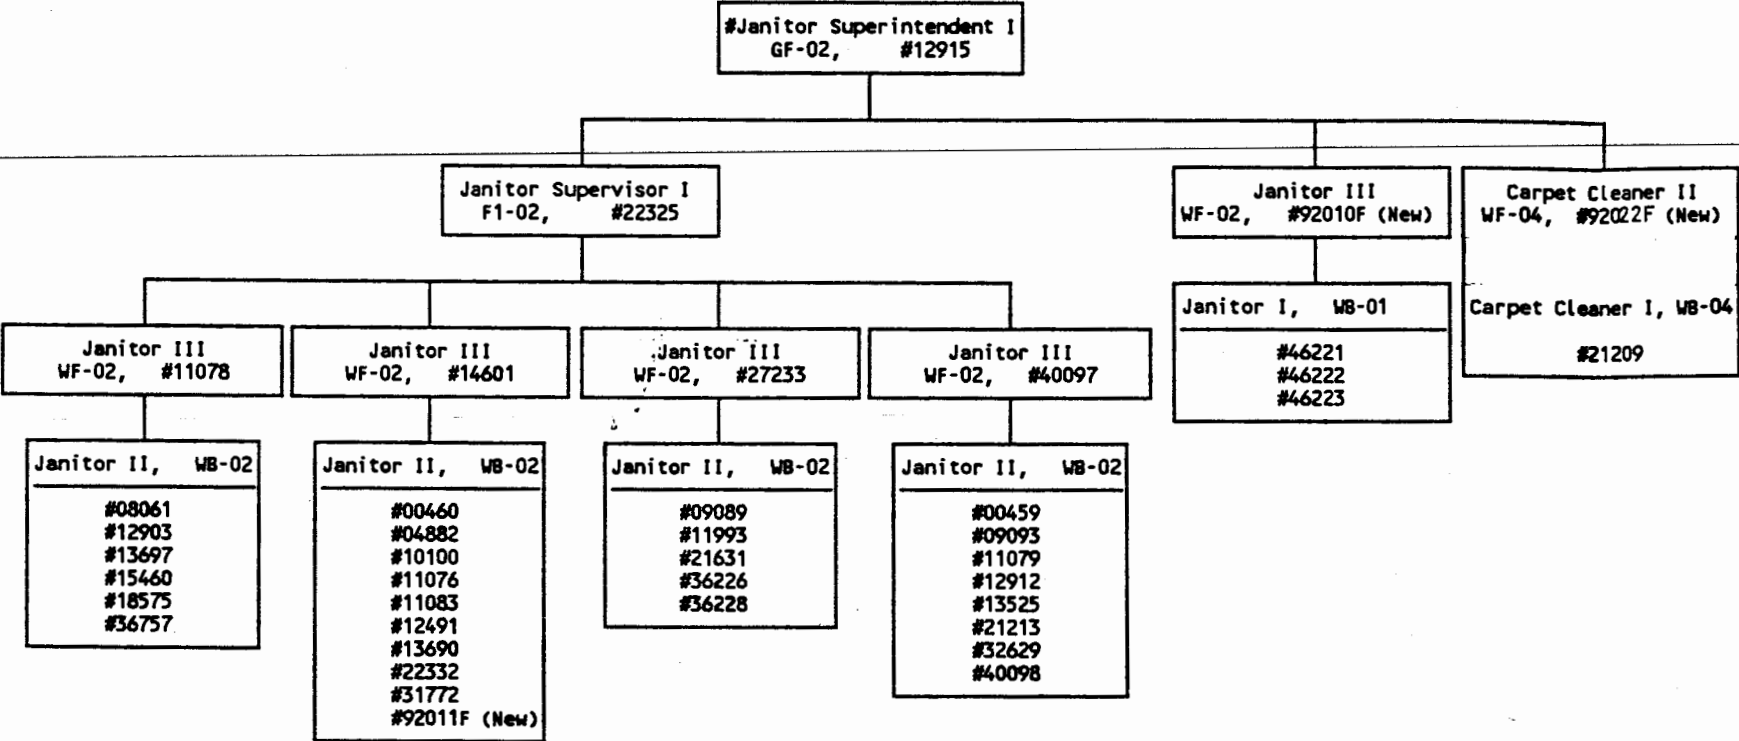 #Janitor Superintendent I
GF-02, #12915
Janitor Supervisor I
F1-02, #22325
Janitor III
WF-02, #92010F (New)
Carpet Cleaner II
WF-04, #92022F (New)
Janitor I, WB-01
#46221
#46222
#46223
Carpet Cleaner I, WB-04
#21209
Janitor III
WF-02, #11078
Janitor III
WF-02, #14601
Janitor III
WF-02, #27233
Janitor III
WF-02, #40097
Janitor II, WB-02
#08061
#12903
#13697
#15460
#18575
#36757
Janitor II, WB-02
#00460
#04882
#10100
#11076
#11083
#12491
#13690
#22332
#31772
#92011F (New)
Janitor II, WB-02
#09089
#11993
#21631
#36226
#36228
Janitor II, WB-02
#00459
#09093
#11079
#12912
#13525
#21213
#32629
#40098